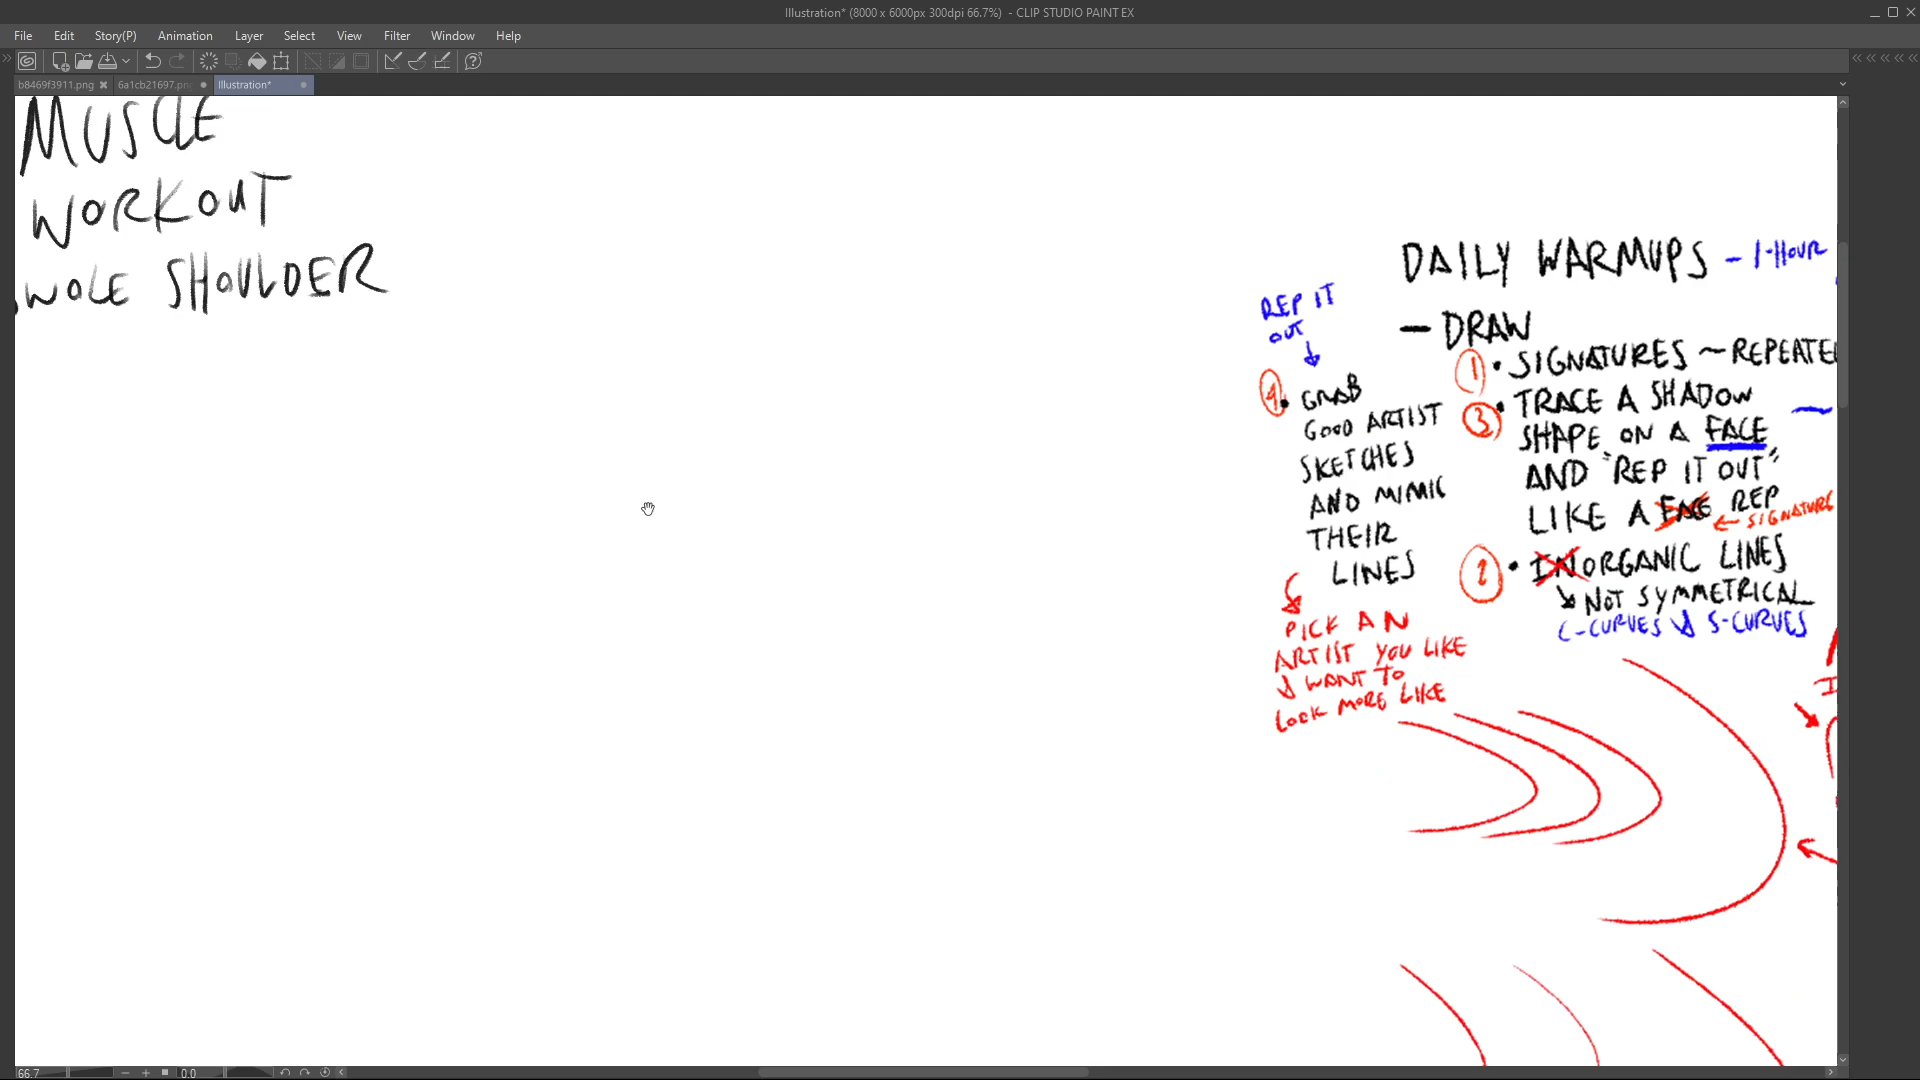 Illustration* (8000 x 6000px 300dpi 66.7%) - CLIP STUDIO PAINT EX
File Edit Story(P) Animation Layer Select View Filter Window Help
b8469f3911.png 6a1cb21697.pn Illustration*
MUSCLE
WORKOUT
SHOULDER
DAILY WARMUPS - 1-HOUR
REP IT
OUT
- DRAW
① • SIGNATURES ~ REPEATE
③ • TRACE A SHADOW
SHAPE ON A FACE
AND "REP IT OUT"
LIKE A REP
← SIGNATURE
② • INORGANIC LINES
NOT SYMMETRICAL
C-CURVES & S-CURVES
④ • GRAB
GOOD ARTIST
SKETCHES
AND MIMIC
THEIR
LINES
PICK AN
ARTIST YOU LIKE
& WANT TO
LOOK MORE LIKE
66.7 0.0